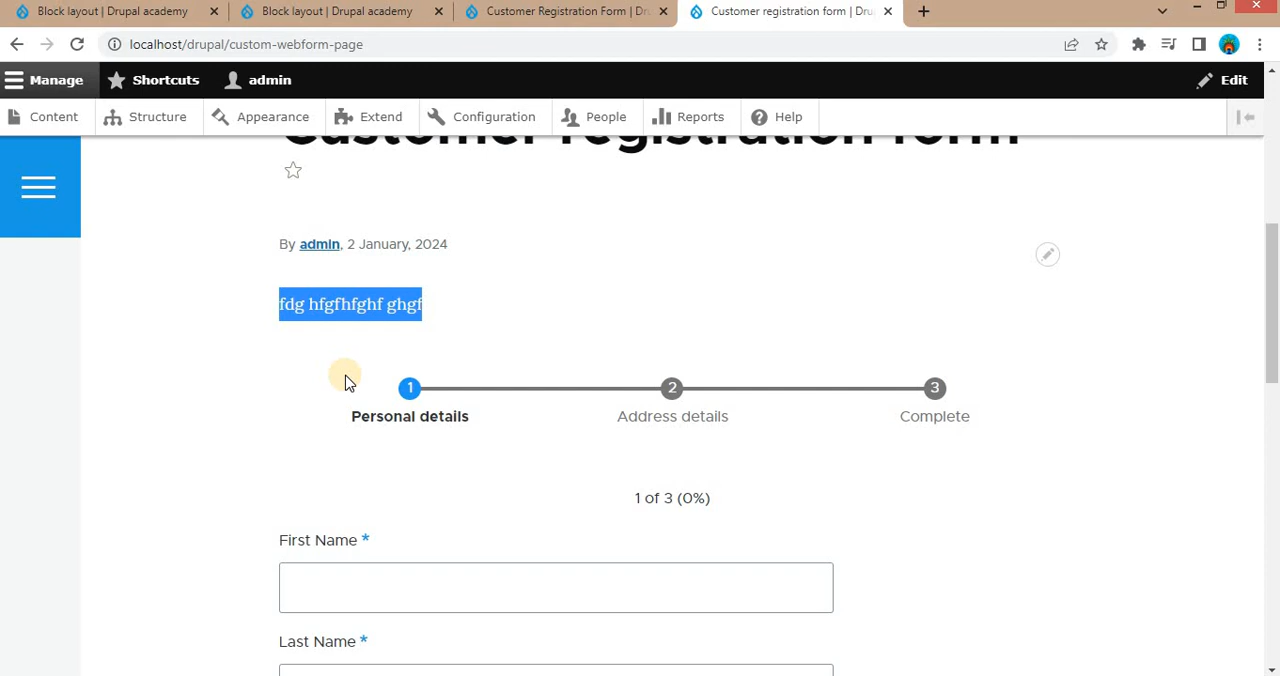 Block layout | Drupal academy
Block layout | Drupal academy
Customer Registration Form | Dr
Customer registration form | Dru
localhost/drupal/custom-webform-page
Manage
Shortcuts
admin
Edit
Content
Structure
Appearance
Extend
Configuration
People
Reports
Help
Customer registration form
By admin, 2 January, 2024
fdg hfgfhfghf ghgf
1
2
3
Personal details
Address details
Complete
1 of 3 (0%)
First Name *
Last Name *